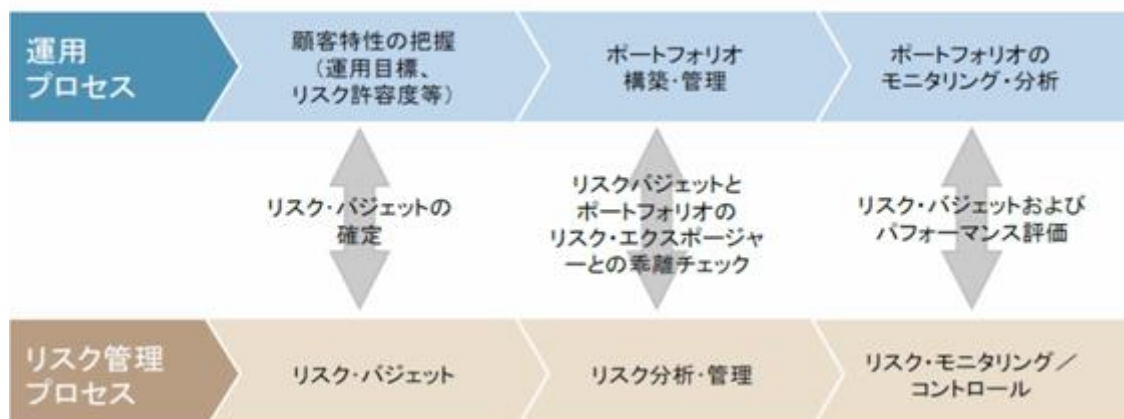 運用
プロセス
顧客特性の把握
（運用目標、
リスク許容度等）
ポートフォリオ
構築・管理
ポートフォリオの
モニタリング・分析
リスク・バジェットの
確定
リスクバジェットと
ポートフォリオの
リスク・エクスポージャ
ーとの乖離チェック
リスク・バジェットおよび
パフォーマンス評価
リスク管理
プロセス
リスク・バジェット
リスク分析・管理
リスク・モニタリング／
コントロール